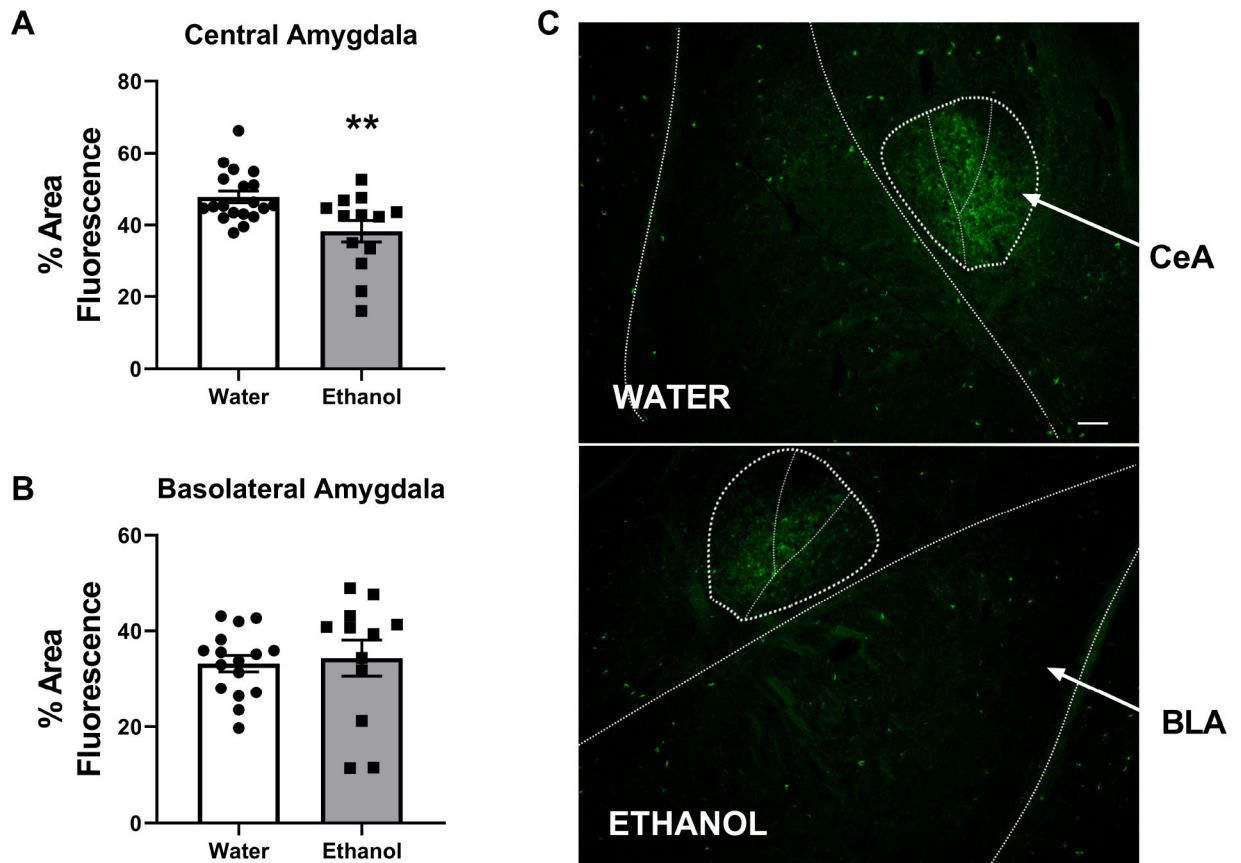 A
Central Amygdala
% Area
Fluorescence
80
60
40
20
0
**
Water
Ethanol
B
Basolateral Amygdala
% Area
Fluorescence
60
40
20
0
Water
Ethanol
C
WATER
CeA
ETHANOL
BLA